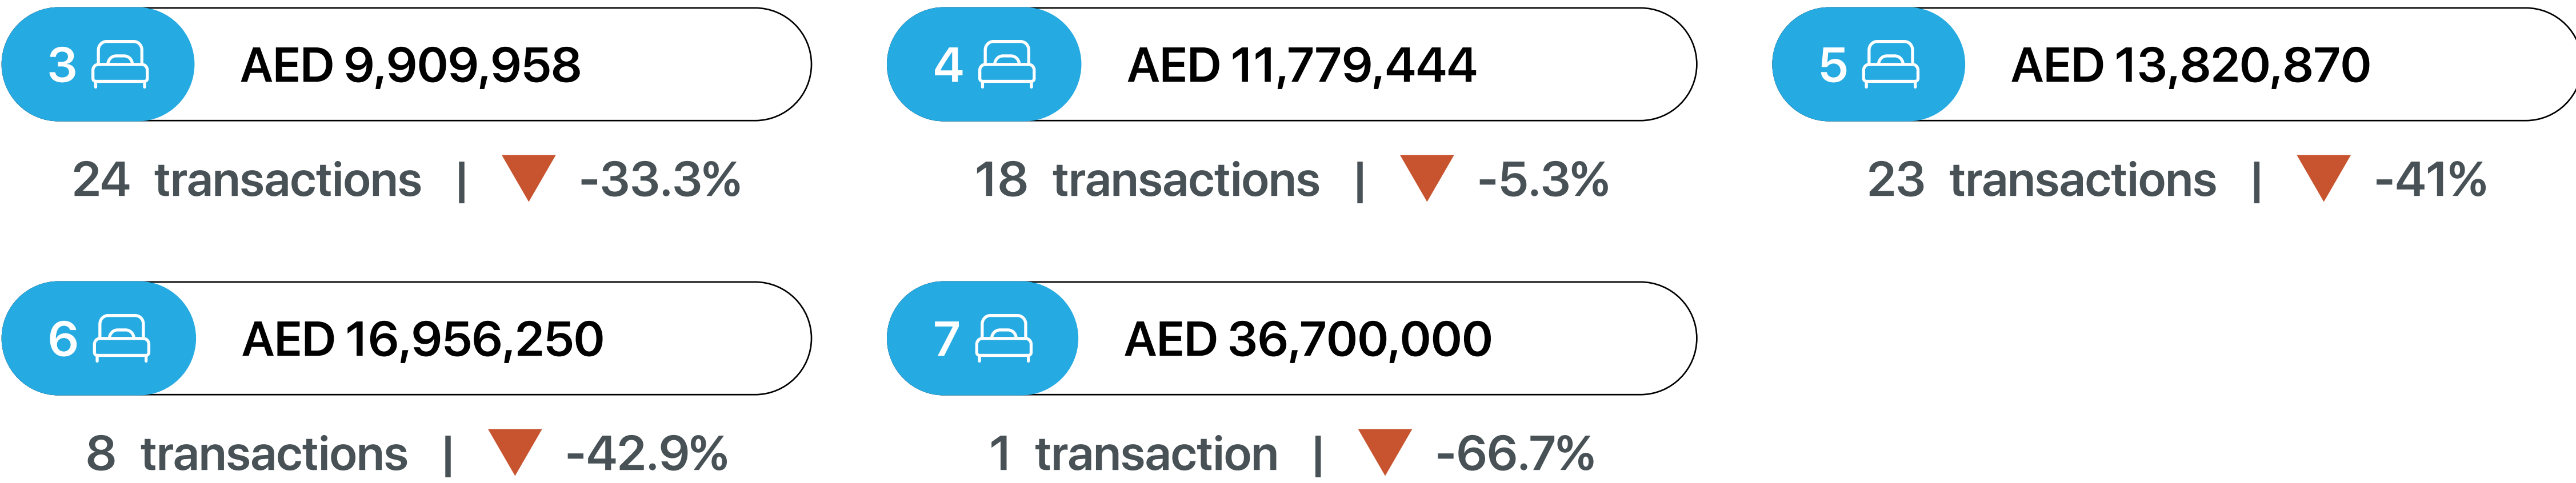 3 AED 9,909,958
4 AED 11,779,444
5 AED 13,820,870
24 transactions | -33.3%
18 transactions | -5.3%
23 transactions | -41%
6 AED 16,956,250
7 AED 36,700,000
8 transactions | -42.9%
1 transaction | -66.7%